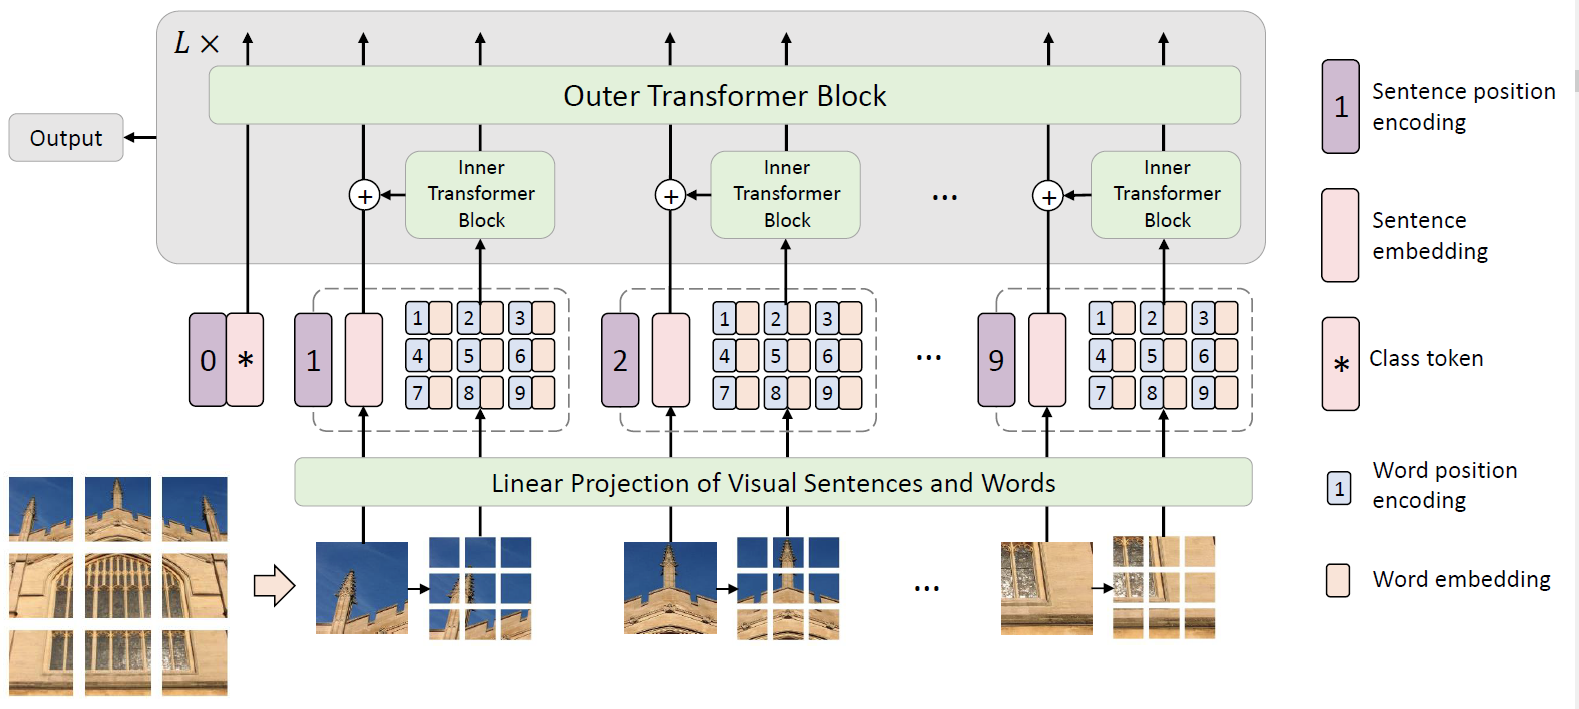 L ×
Outer Transformer Block
Output
Inner
Transformer
Block
Inner
Transformer
Block
...
Inner
Transformer
Block
+
+
+
0 *
1
1 2 3
4 5 6
7 8 9
2
1 2 3
4 5 6
7 8 9
...
9
1 2 3
4 5 6
7 8 9
Linear Projection of Visual Sentences and Words
...
1
Sentence position
encoding
Sentence
embedding
*
Class token
1
Word position
encoding
Word embedding